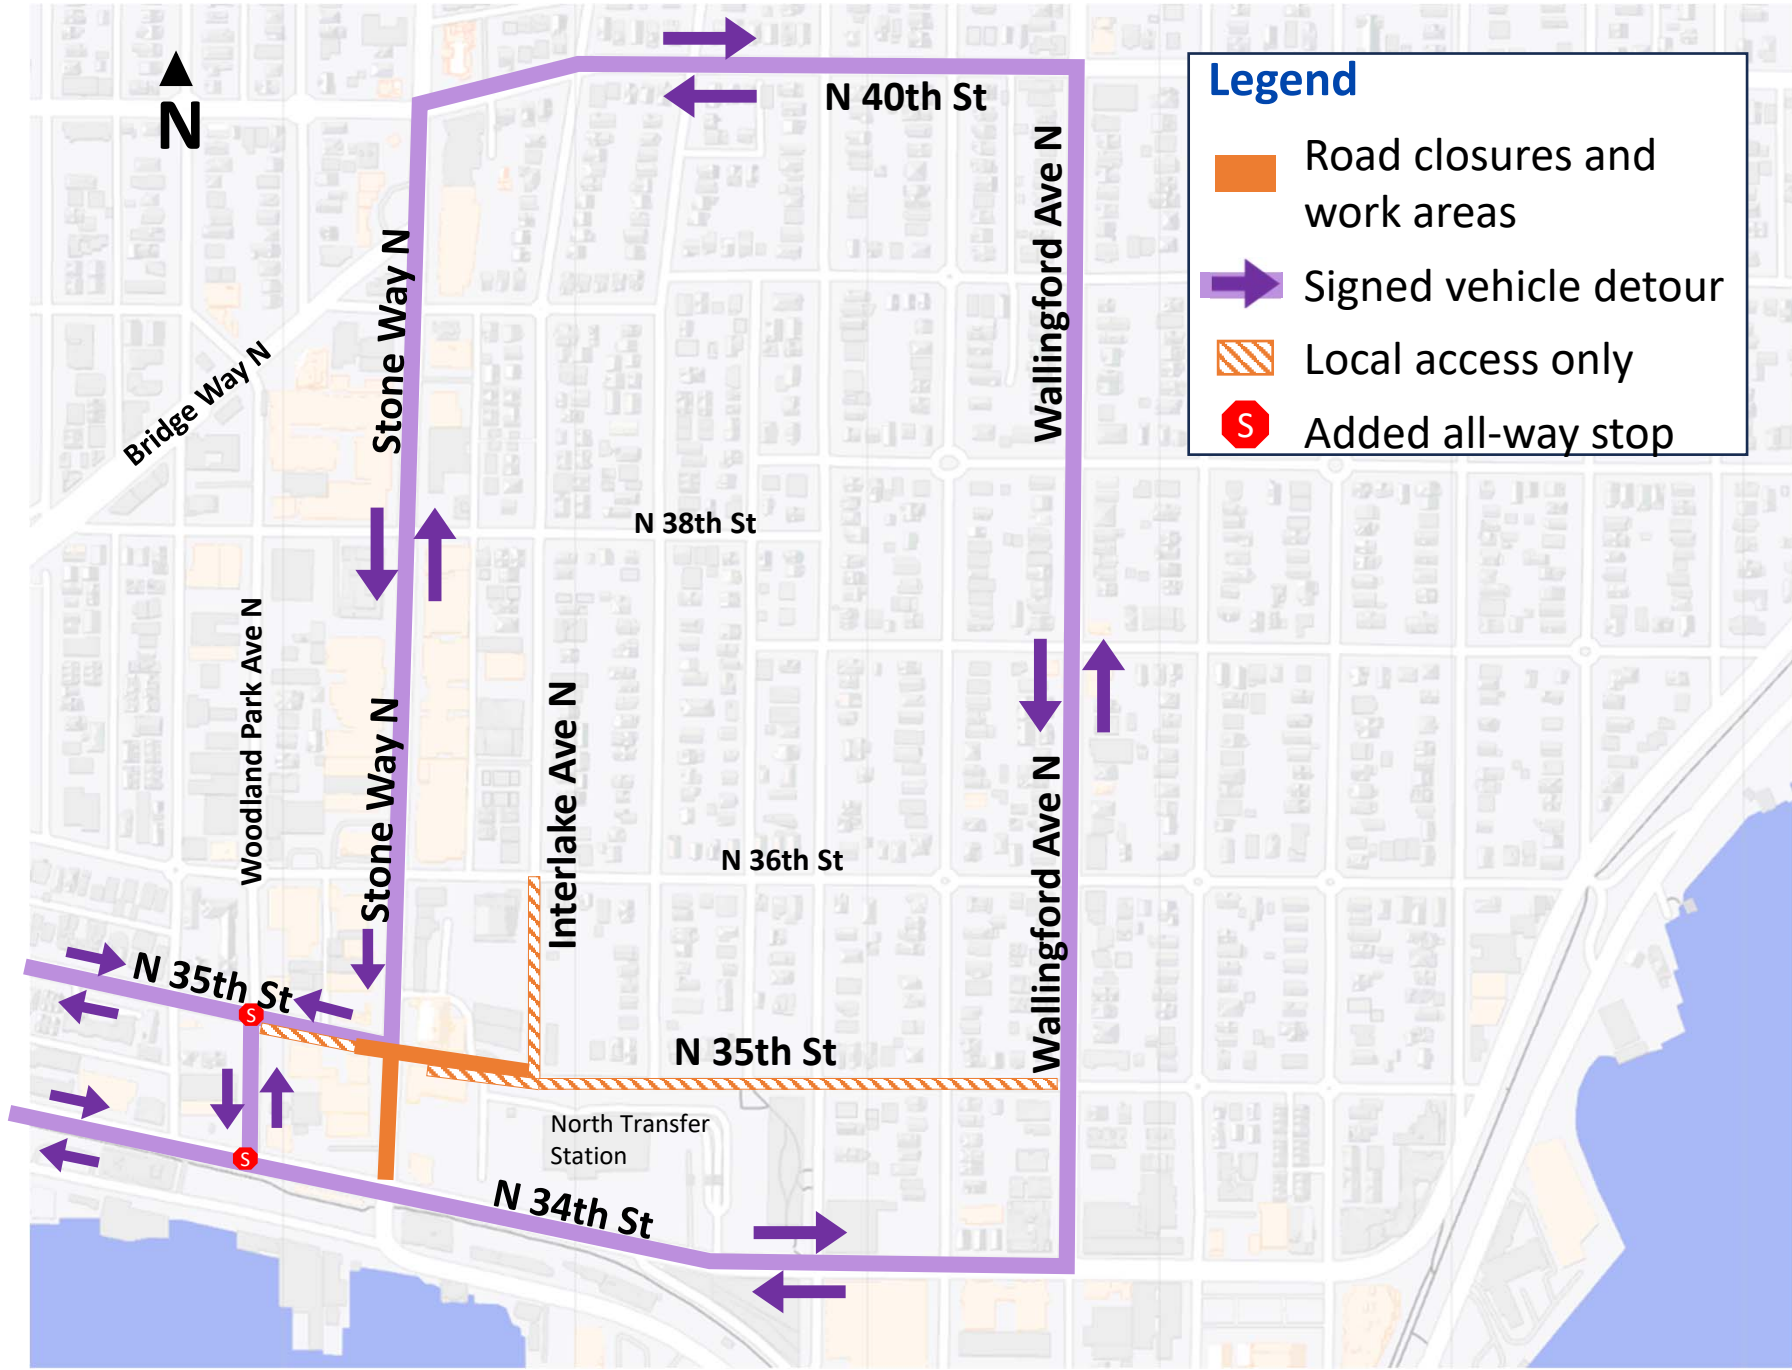 N
N 40th St
Legend
Road closures and
work areas
Signed vehicle detour
Local access only
S
Added all-way stop
Wallingford Ave N
Stone Way N
Bridge Way N
N 38th St
Woodland Park Ave N
Stone Way N
Interlake Ave N
Wallingford Ave N
N 36th St
N 35th St
S
N 35th St
North Transfer
Station
S
N 34th St